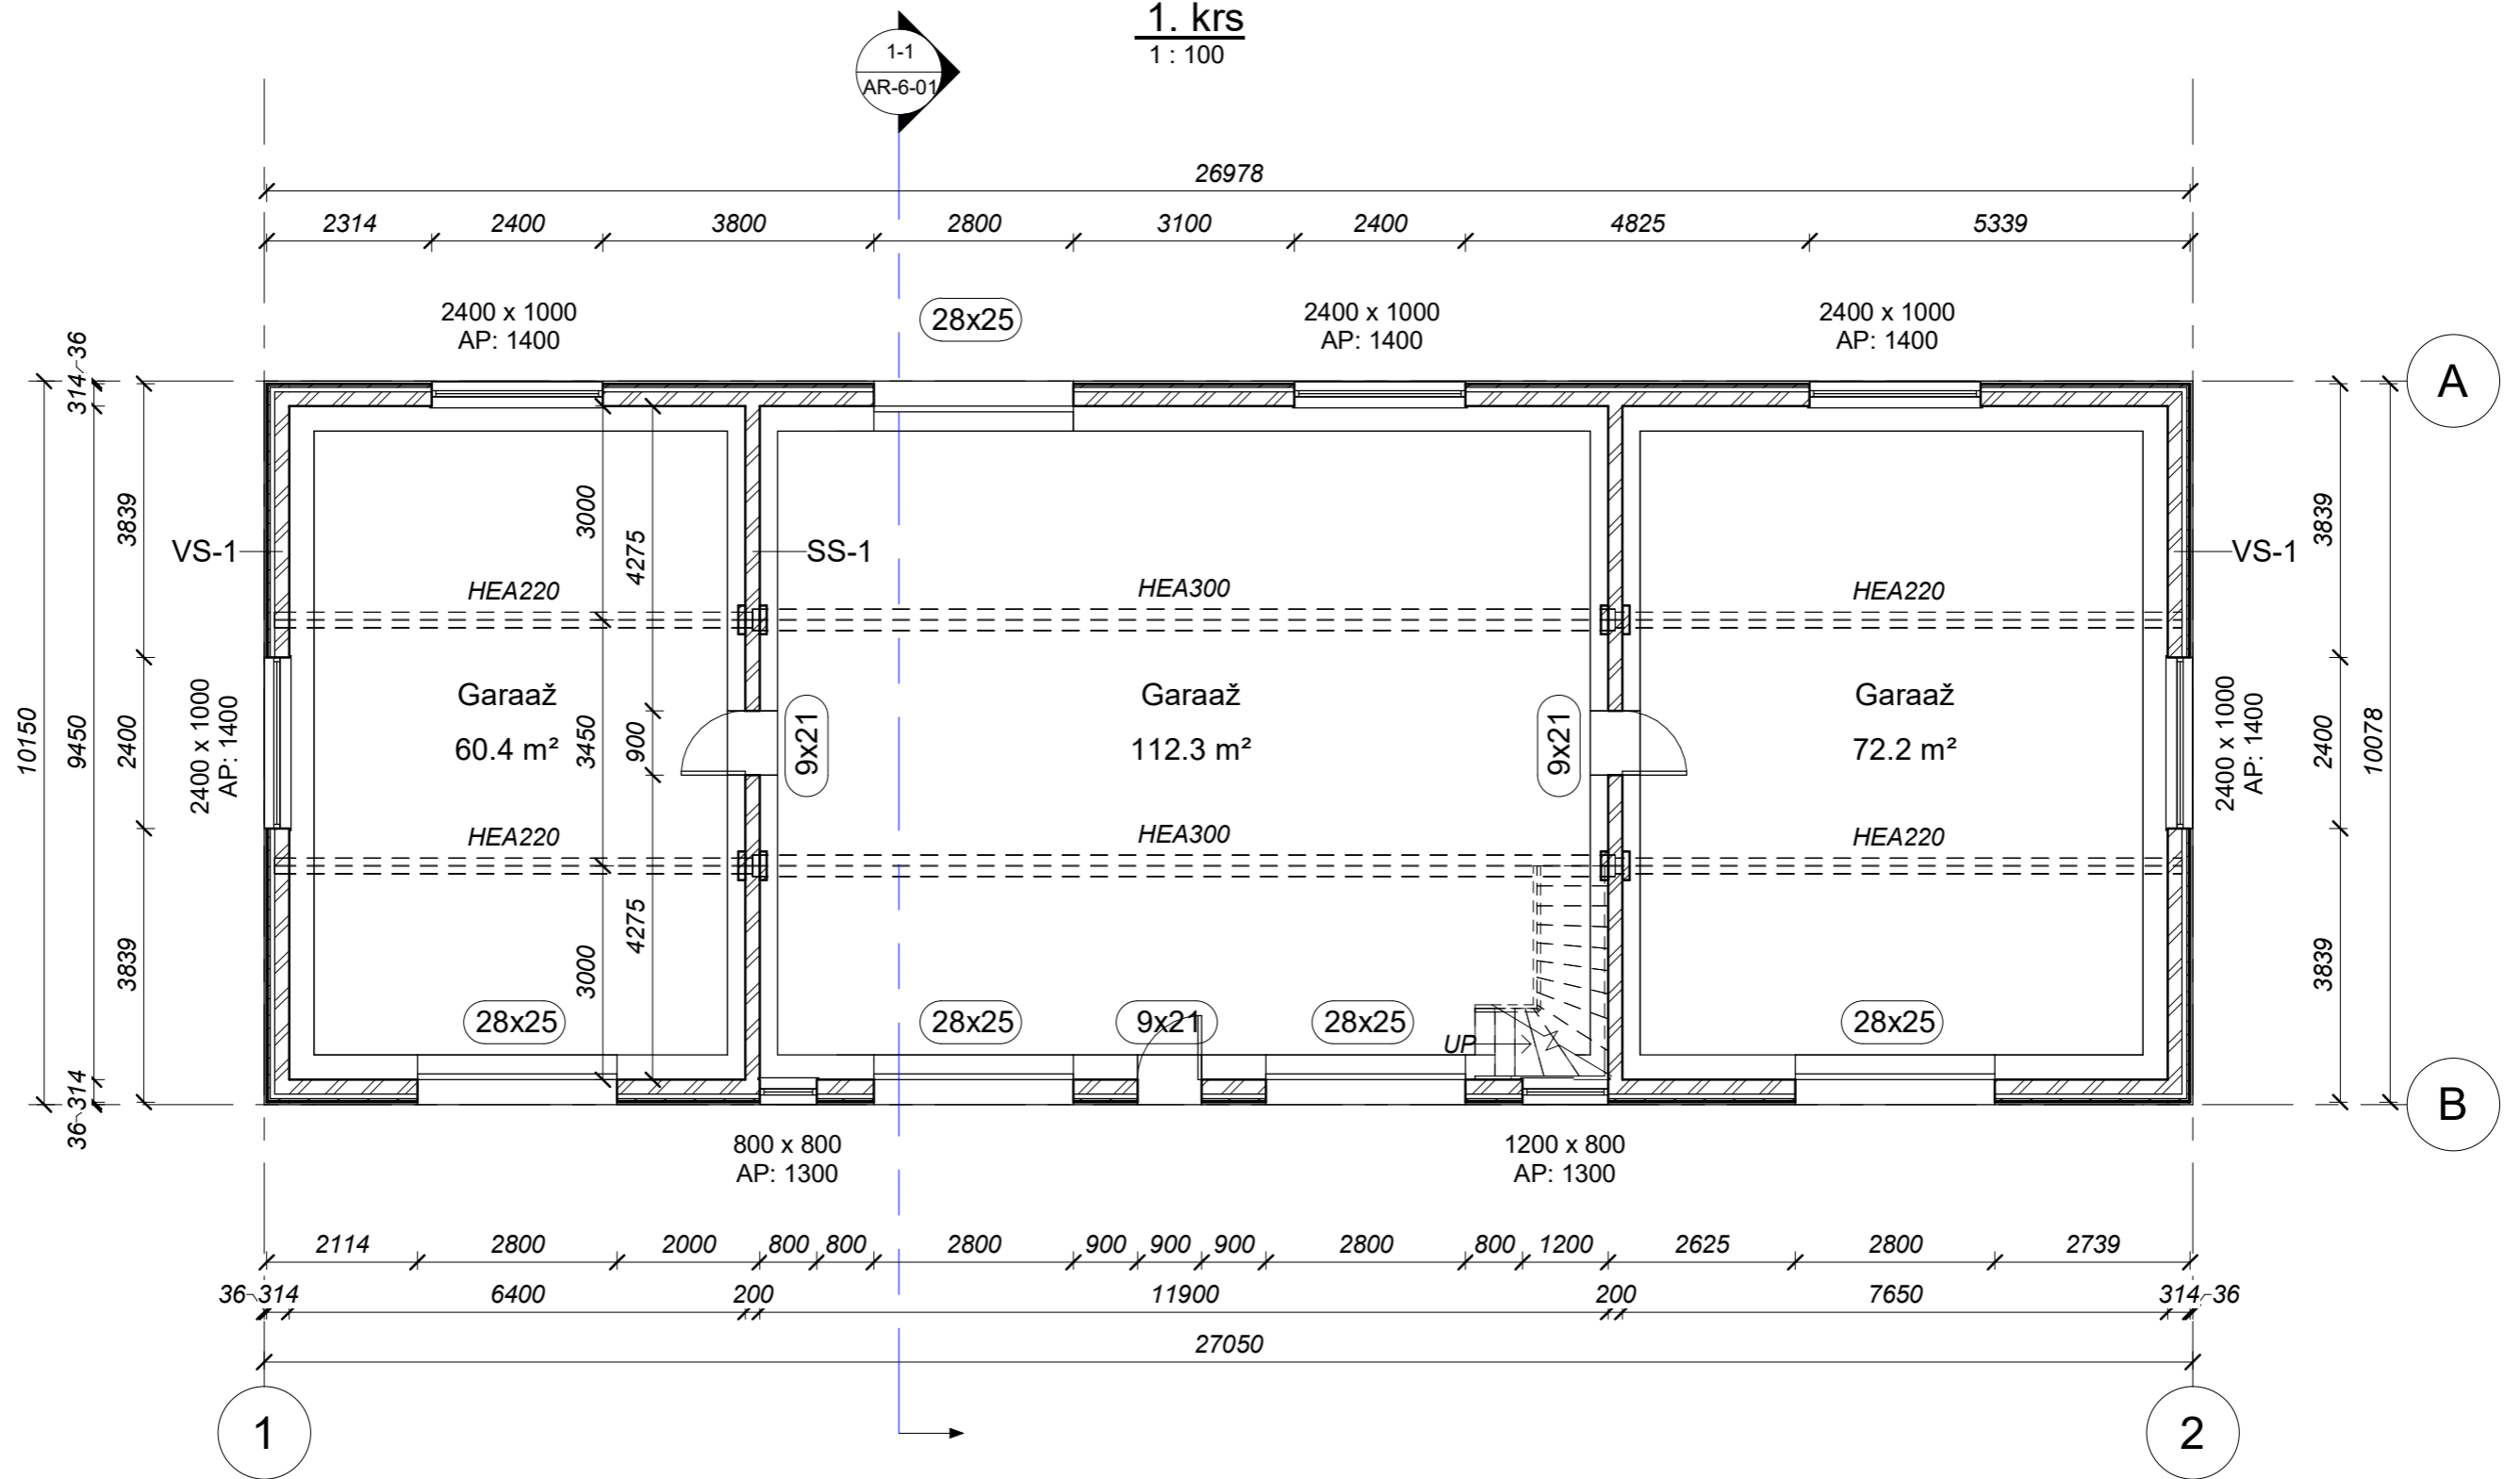 1. krs
1 : 100
1-1
AR-6-01
26978
2314
2400
3800
2800
3100
2400
4825
5339
2400 x 1000
AP: 1400
28x25
2400 x 1000
AP: 1400
2400 x 1000
AP: 1400
A
B
1
2
10150
314
36
9450
36
314
3839
2400
3839
2400 x 1000
AP: 1400
VS-1
SS-1
VS-1
3000
3450
3000
4275
900
4275
HEA220
HEA300
HEA220
Garaaž
60.4 m²
9x21
Garaaž
112.3 m²
9x21
Garaaž
72.2 m²
HEA220
HEA300
HEA220
28x25
28x25
9x21
28x25
UP
28x25
3839
2400
3839
10078
2400 x 1000
AP: 1400
800 x 800
AP: 1300
1200 x 800
AP: 1300
2114
2800
2000
800
800
2800
900
900
900
2800
800
1200
2625
2800
2739
36
314
6400
200
11900
200
7650
314
36
27050